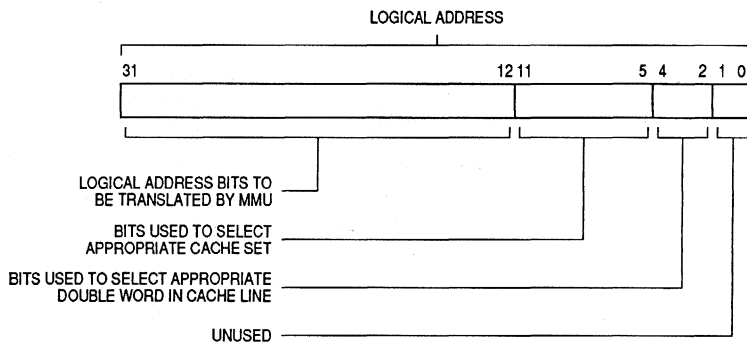 LOGICAL ADDRESS
31 12 11 5 4 2 1 0
LOGICAL ADDRESS BITS TO
BE TRANSLATED BY MMU
BITS USED TO SELECT
APPROPRIATE CACHE SET
BITS USED TO SELECT APPROPRIATE
DOUBLE WORD IN CACHE LINE
UNUSED